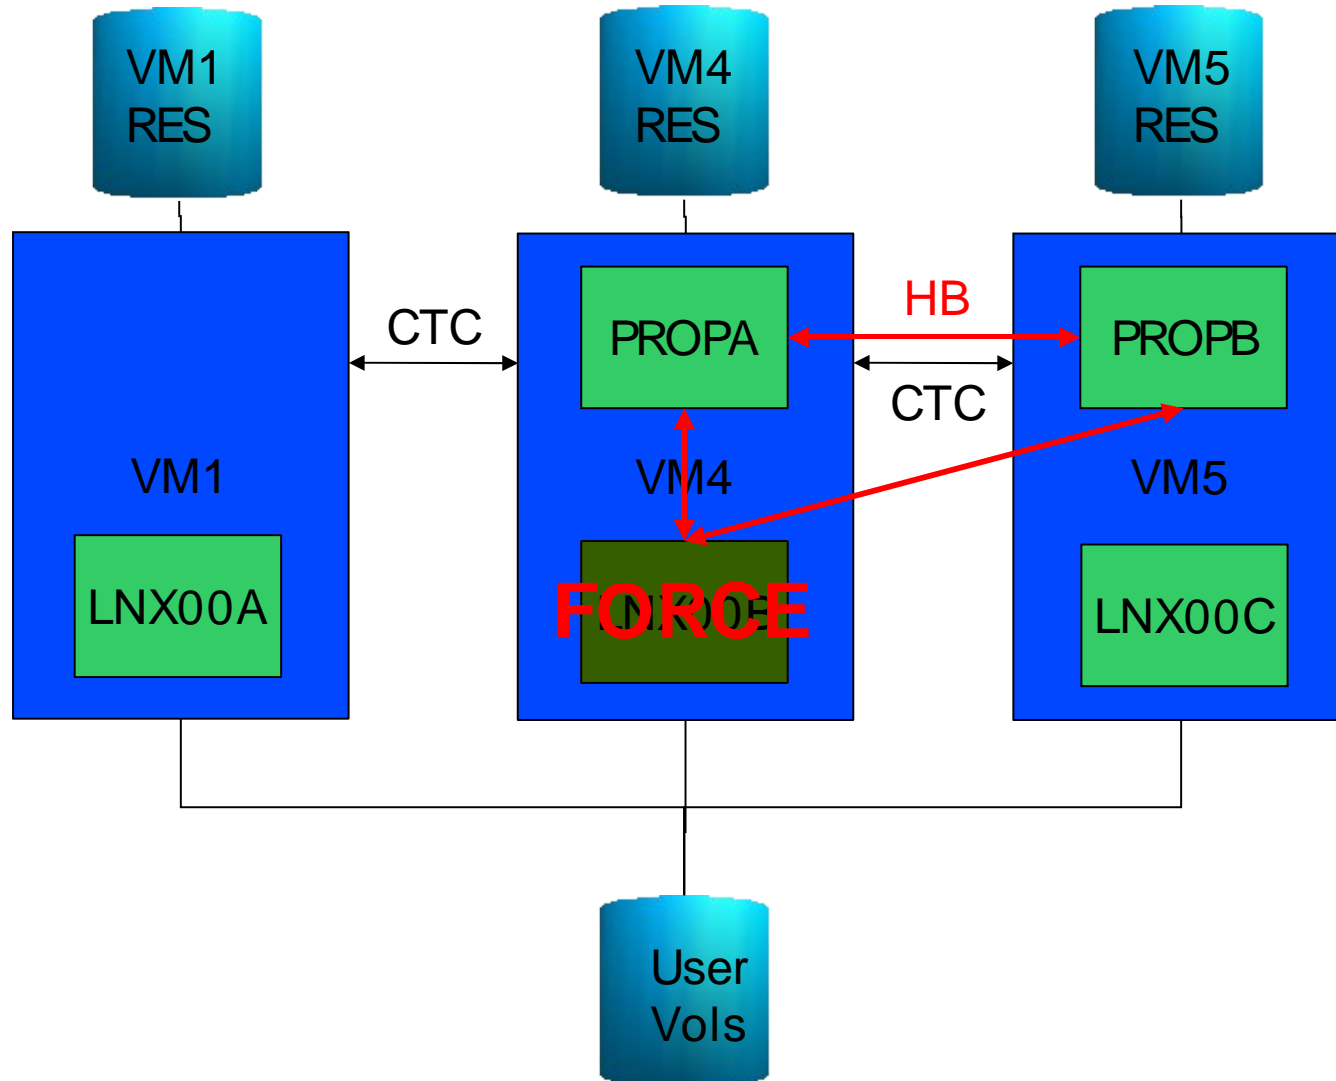 VM1
RES
VM4
RES
VM5
RES
CTC
HB
CTC
PROPA
PROPB
VM1
VM4
VM5
LNX00A
LNX00B
FORCE
LNX00C
User
Vols